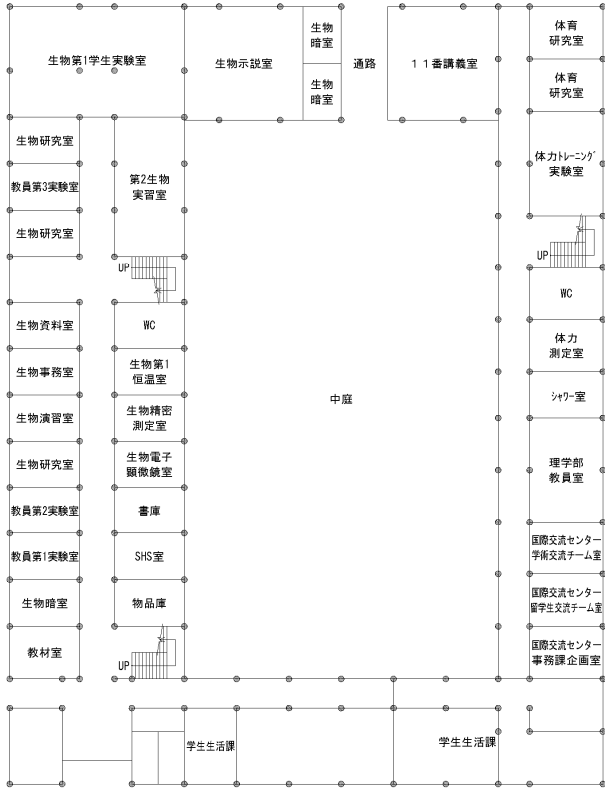 生物第1学生実験室
生物示説室
生物
暗室
生物
暗室
通路
11番講義室
体育
研究室
体育
研究室
体力トレーニング
実験室
UP
WC
体力
測定室
シャワー室
理学部
教員室
国際交流センター
学術交流チーム室
国際交流センター
留学生交流チーム室
国際交流センター
事務課企画室
生物研究室
教員第3実験室
生物研究室
生物資料室
生物事務室
生物演習室
生物研究室
教員第2実験室
教員第1実験室
生物暗室
教材室
第2生物
実習室
UP
WC
生物第1
恒温室
生物精密
測定室
生物電子
顕微鏡室
書庫
SHS室
物品庫
UP
中庭
学生生活課
学生生活課